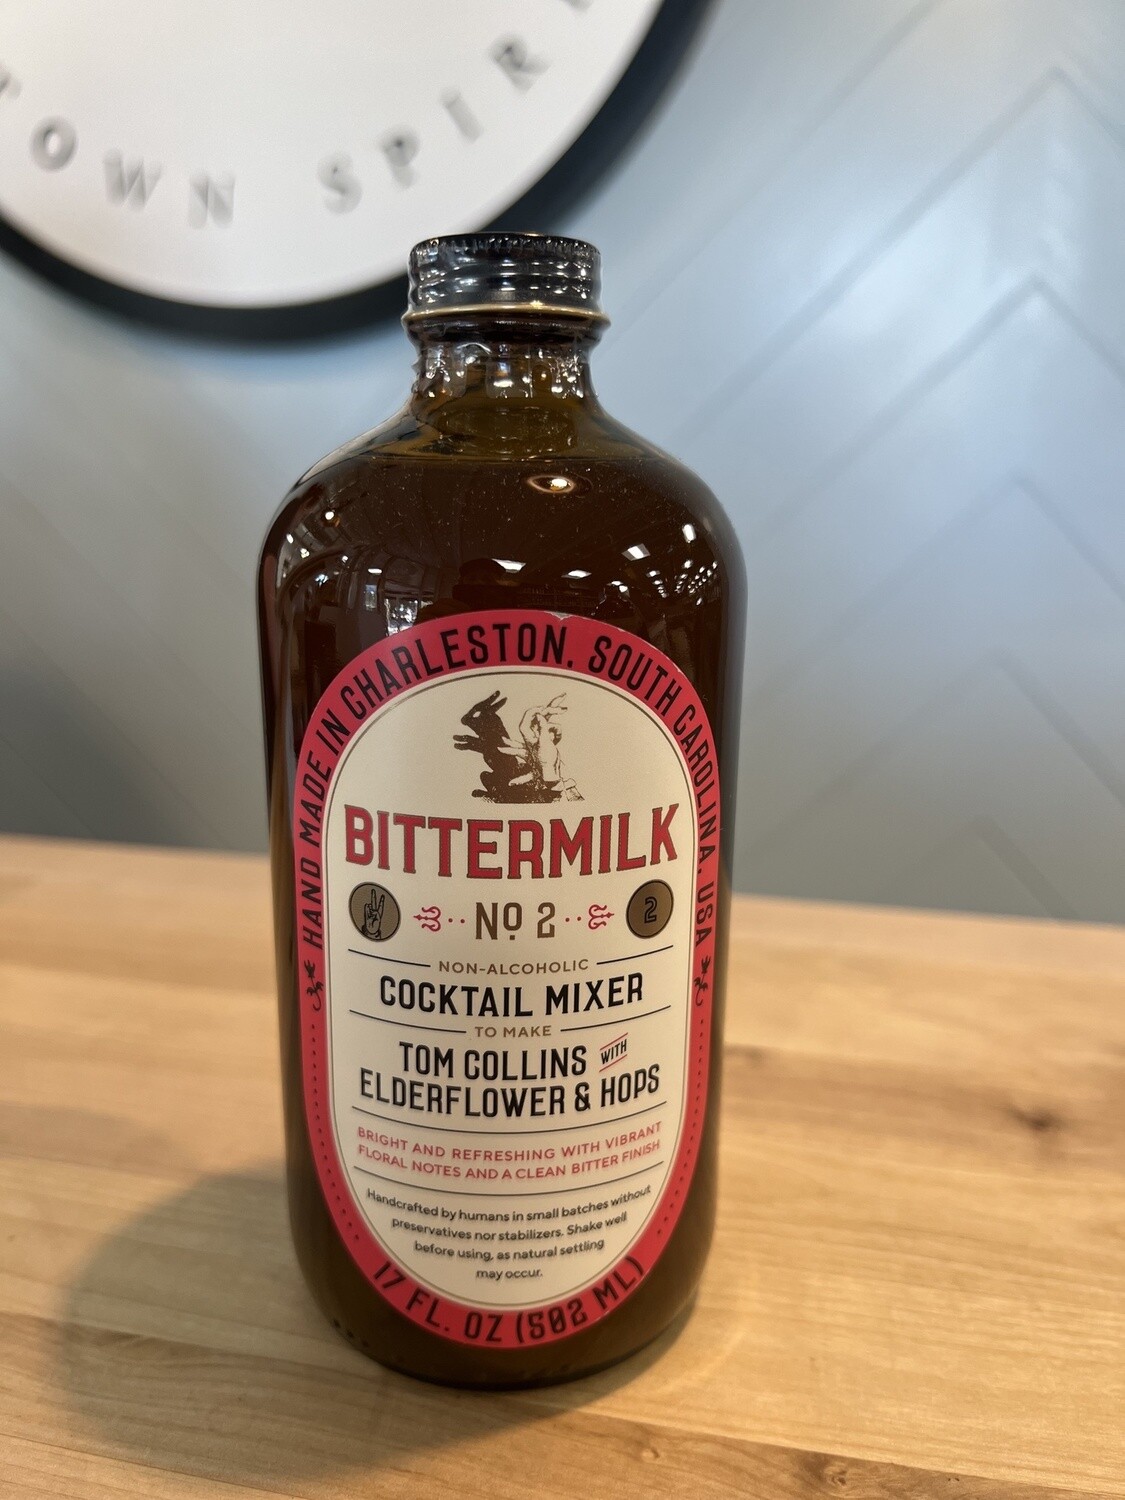 TOWN SPIRI
HAND MADE IN CHARLESTON, SOUTH CAROLINA, USA
BITTERMILK
Nº 2
2
NON-ALCOHOLIC
COCKTAIL MIXER
TO MAKE
TOM COLLINS WITH
ELDERFLOWER & HOPS
BRIGHT AND REFRESHING WITH VIBRANT
FLORAL NOTES AND A CLEAN BITTER FINISH
Handcrafted by humans in small batches without
preservatives nor stabilizers. Shake well
before using, as natural settling
may occur.
17 FL. OZ (502 ML)